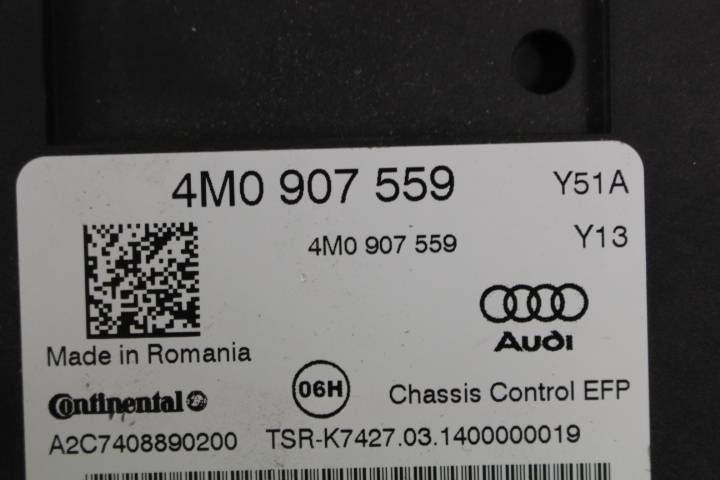 4M0 907 559 Y51A
4M0 907 559 Y13
Audi
Made in Romania
Continental 06H Chassis Control EFP
A2C7408890200 TSR-K7427.03.1400000019